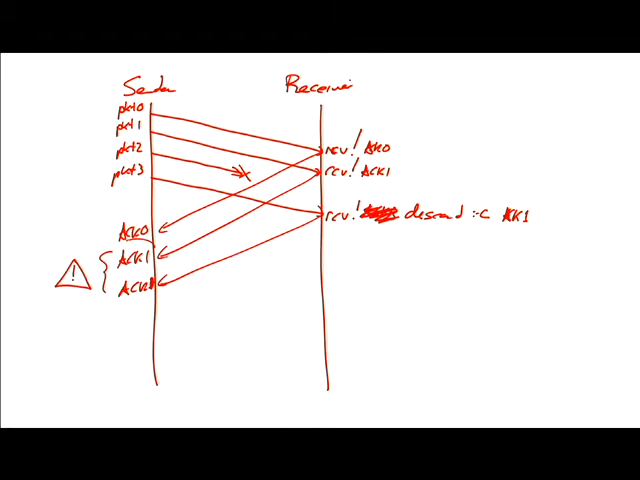 Sender Receiver
pkt0
pkt1
pkt2
pkt3
rcv! ACK0
rcv! ACK1
rcv! discard :C ACK1
ACK0
ACK1
ACK1
!